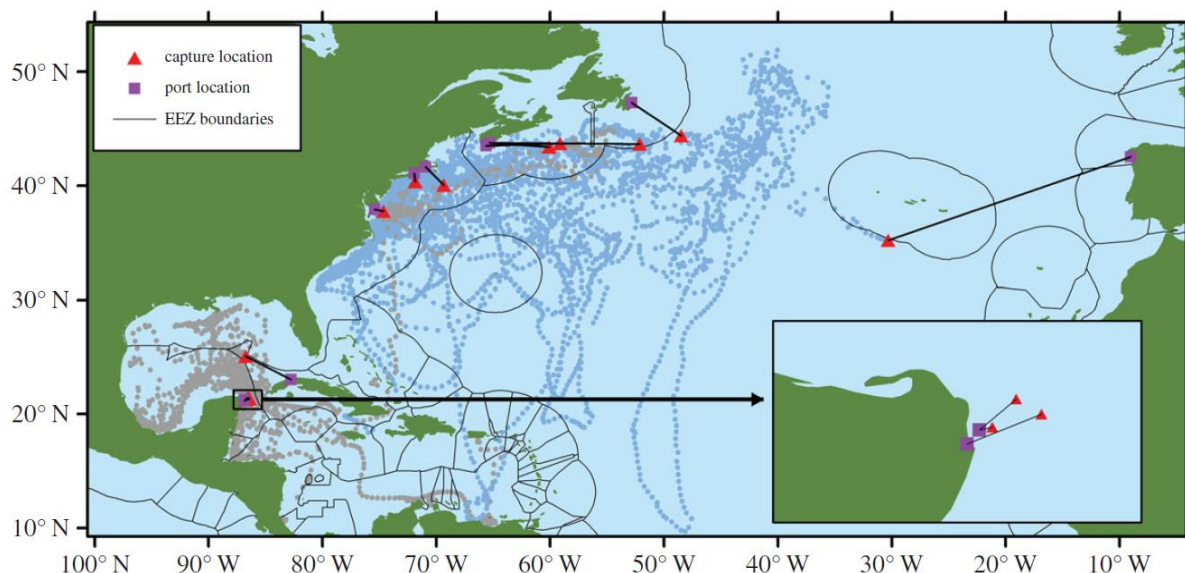 capture location
port location
EEZ boundaries
50° N
40° N
30° N
20° N
10° N
100° N
90° W
80° W
70° W
60° W
50° W
40° W
30° W
20° W
10° W